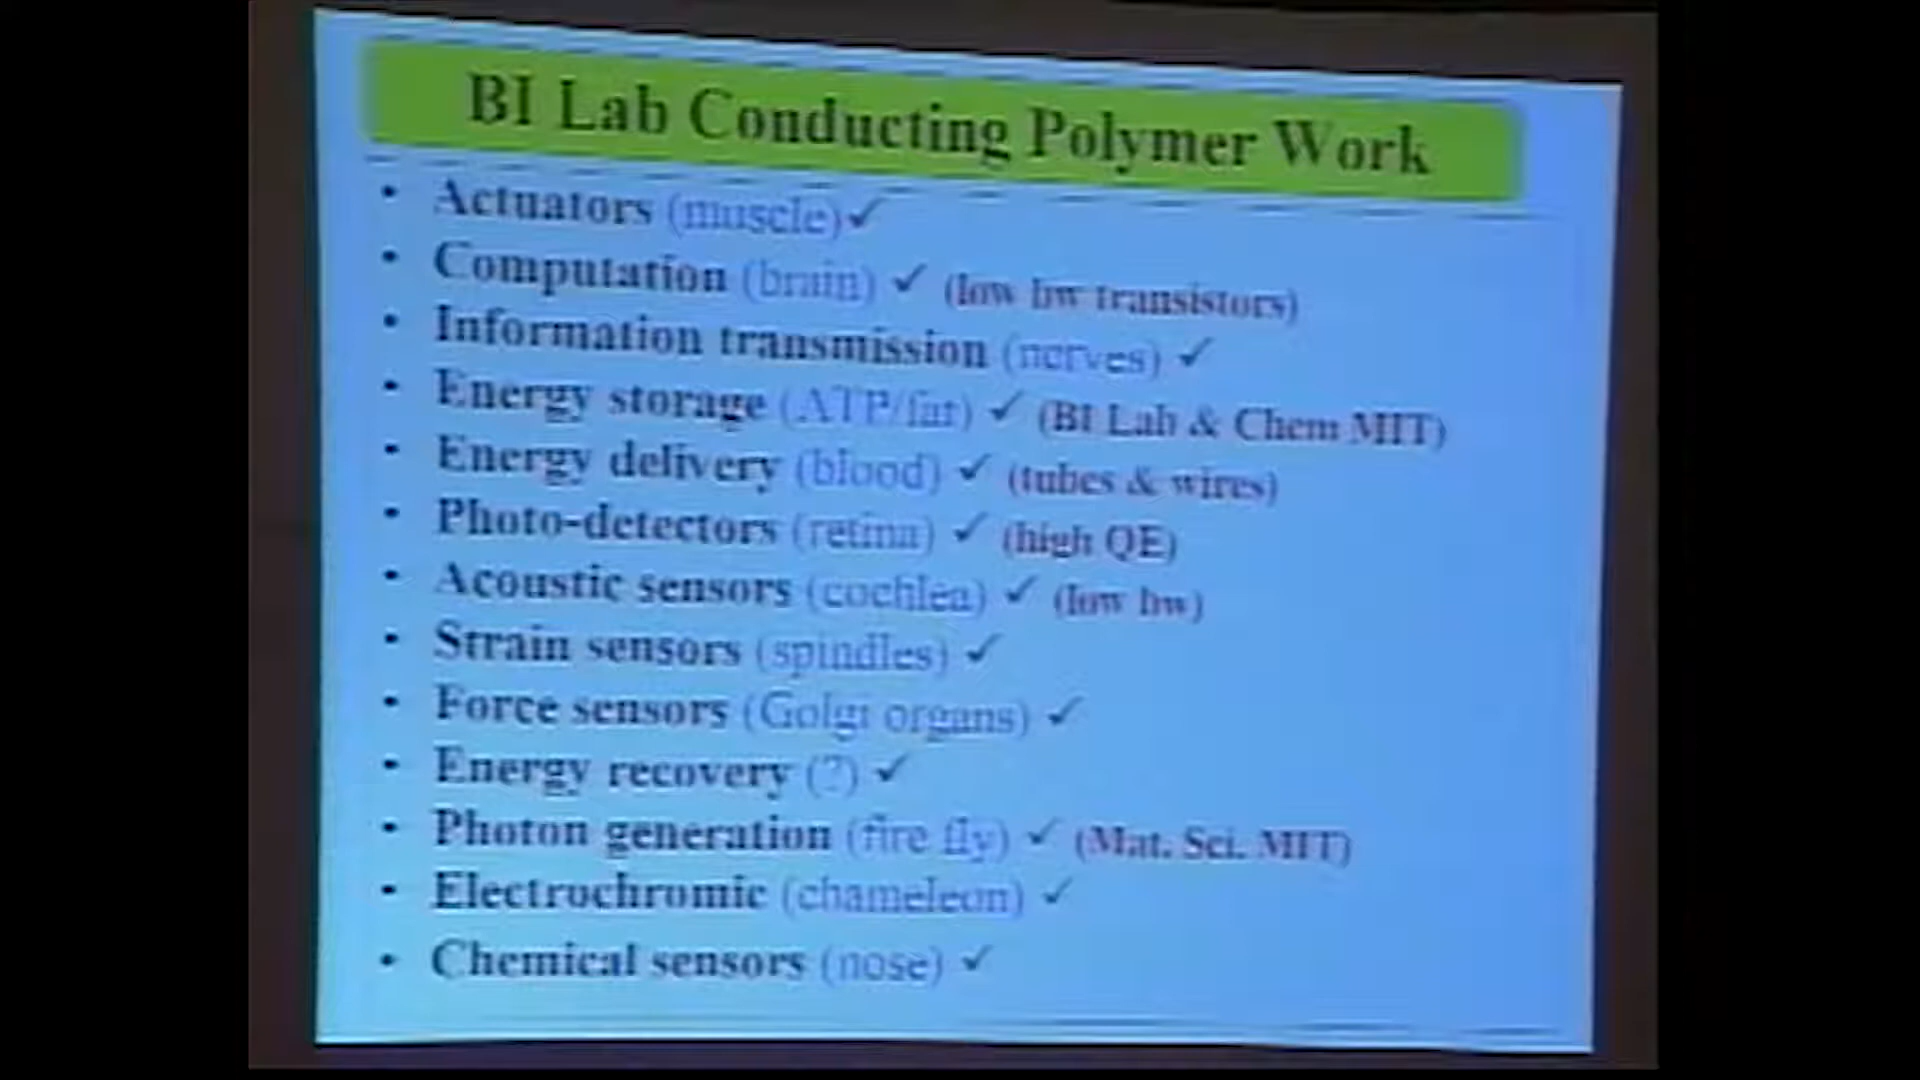 BI Lab Conducting Polymer Work
• Actuators (muscle)✓
• Computation (brain) ✓ (low bw transistors)
• Information transmission (nerves) ✓
• Energy storage (ATP/fat) ✓ (BI Lab & Chem MIT)
• Energy delivery (blood) ✓ (tubes & wires)
• Photo-detectors (retina) ✓ (high QE)
• Acoustic sensors (cochlea) ✓ (low bw)
• Strain sensors (spindles) ✓
• Force sensors (Golgi organs) ✓
• Energy recovery (?) ✓
• Photon generation (fire fly) ✓ (Mat. Sci. MIT)
• Electrochromic (chameleon) ✓
• Chemical sensors (nose) ✓